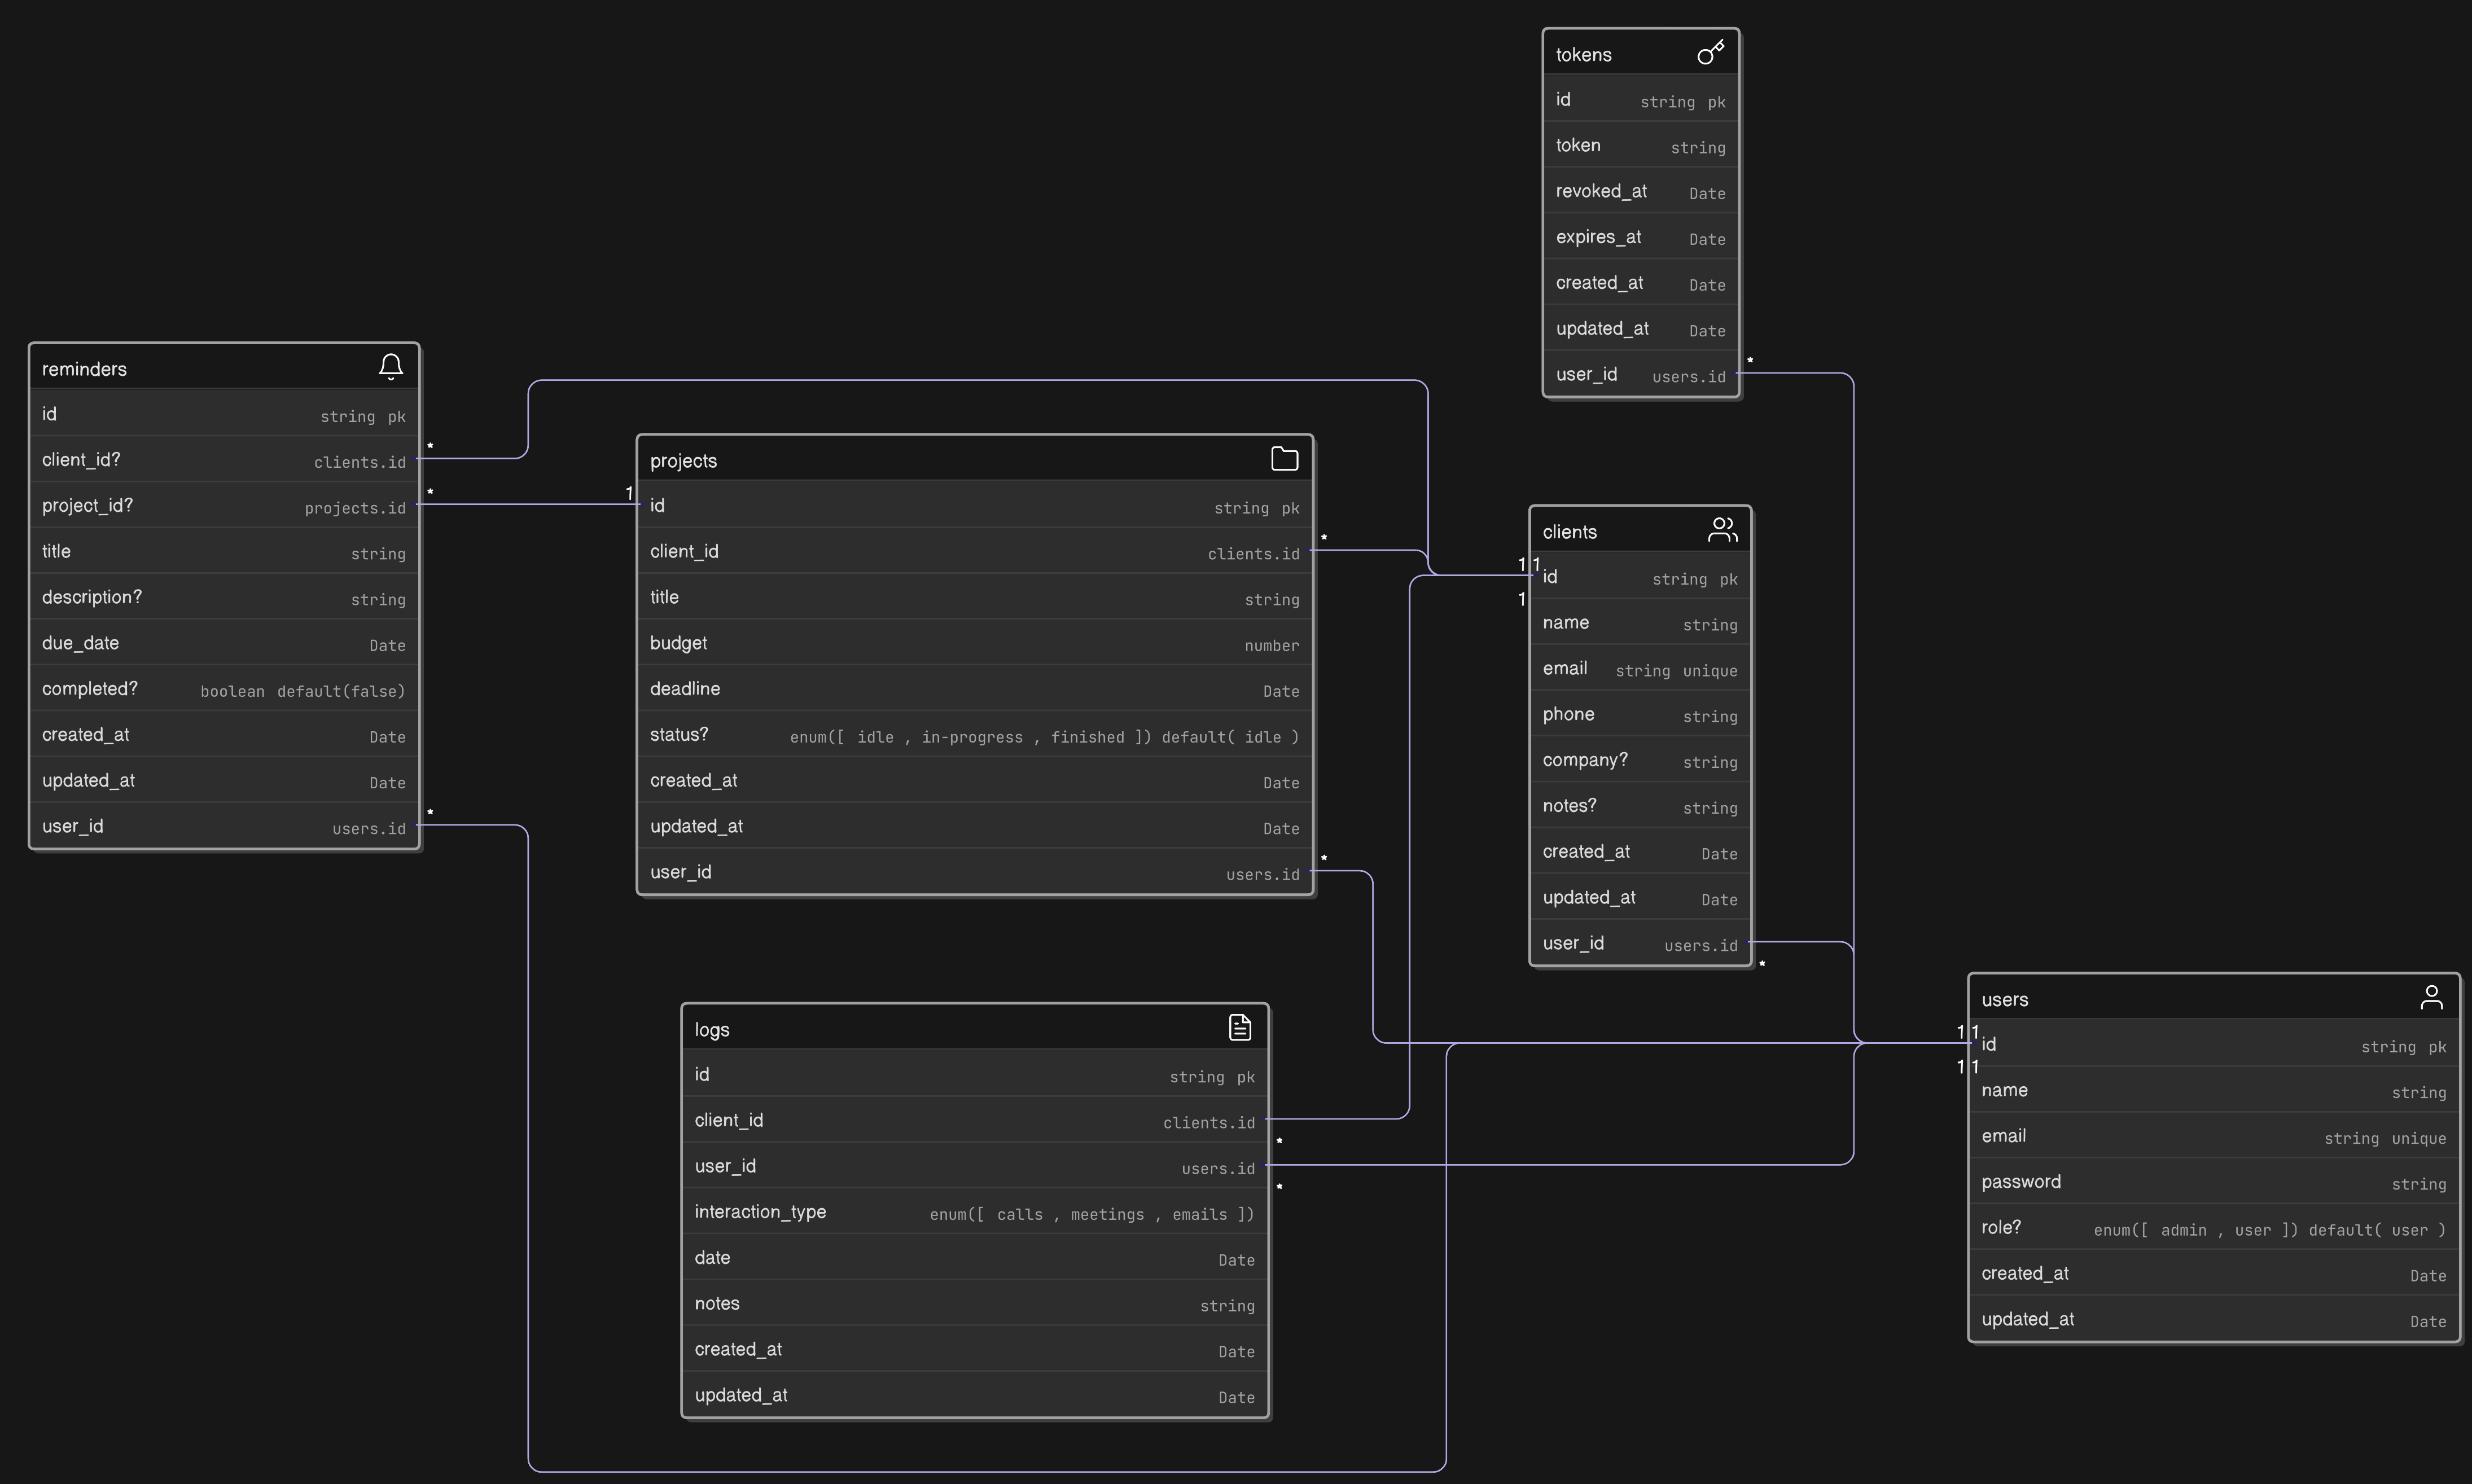 tokens
id string pk
token string
revoked_at Date
expires_at Date
created_at Date
updated_at Date
user_id users.id
*
reminders
id string pk
client_id? clients.id
*
project_id? projects.id
*
title string
description? string
due_date Date
completed? boolean default(false)
created_at Date
updated_at Date
user_id users.id
*
projects
1
id string pk
client_id clients.id
*
title string
budget number
deadline Date
status? enum([ idle , in-progress , finished ]) default( idle )
created_at Date
updated_at Date
user_id users.id
*
clients
1 1
id string pk
1
name string
email string unique
phone string
company? string
notes? string
created_at Date
updated_at Date
user_id users.id
*
logs
id string pk
client_id clients.id
*
user_id users.id
*
interaction_type enum([ calls , meetings , emails ])
date Date
notes string
created_at Date
updated_at Date
users
1 1
id string pk
1 1
name string
email string unique
password string
role? enum([ admin , user ]) default( user )
created_at Date
updated_at Date